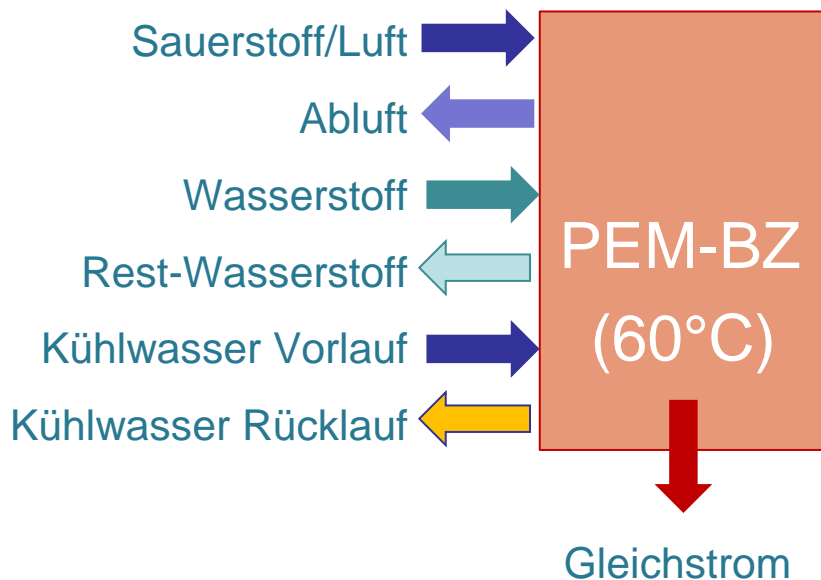 Sauerstoff/Luft
Abluft
Wasserstoff
Rest-Wasserstoff
Kühlwasser Vorlauf
Kühlwasser Rücklauf
PEM-BZ
(60°C)
Gleichstrom